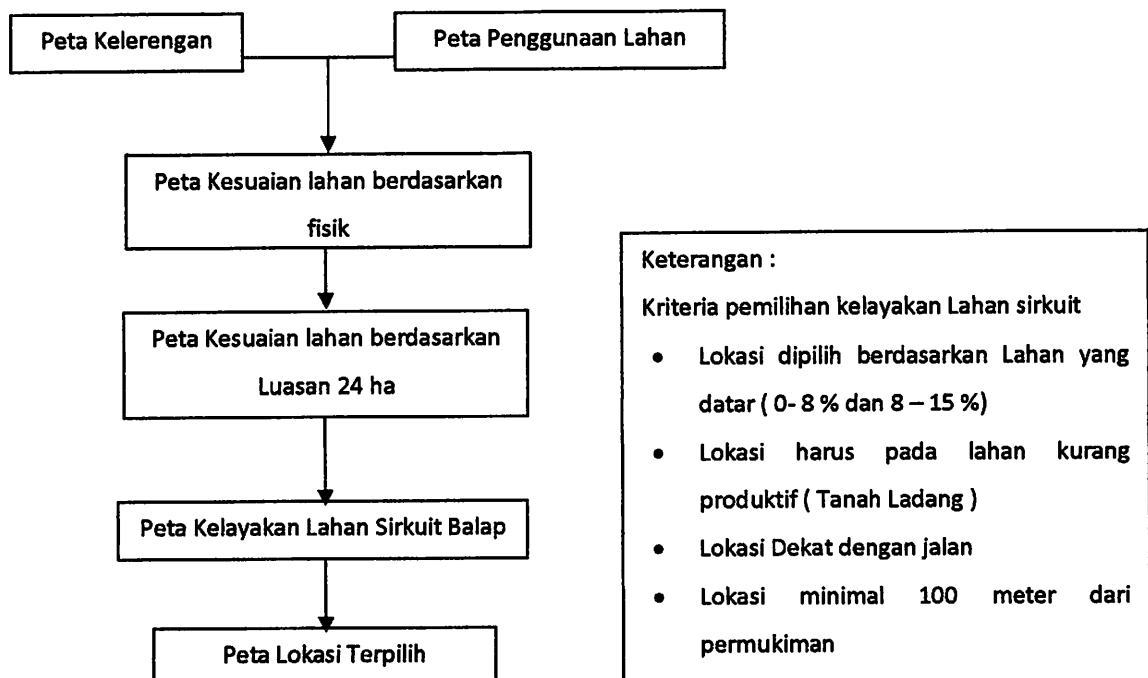 Peta Kelerengan
Peta Penggunaan Lahan
Peta Kesuaian lahan berdasarkan
fisik
Peta Kesuaian lahan berdasarkan
Luasan 24 ha
Peta Kelayakan Lahan Sirkuit Balap
Peta Lokasi Terpilih
Keterangan :
Kriteria pemilihan kelayakan Lahan sirkuit
• Lokasi dipilih berdasarkan Lahan yang
datar ( 0- 8 % dan 8 – 15 %)
• Lokasi harus pada lahan kurang
produktif ( Tanah Ladang )
• Lokasi Dekat dengan jalan
• Lokasi minimal 100 meter dari
permukiman